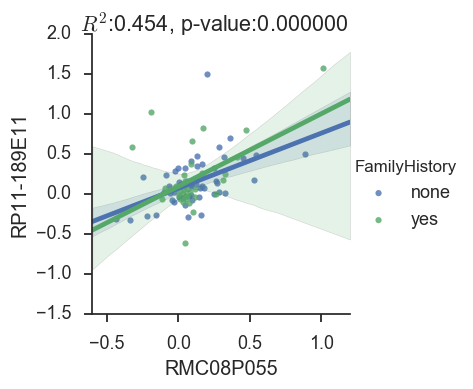 R²:0.454, p-value:0.000000
2.0
1.5
1.0
0.5
0.0
−0.5
−1.0
−1.5
RP11-189E11
−0.5 0.0 0.5 1.0
RMC08P055
FamilyHistory
none
yes